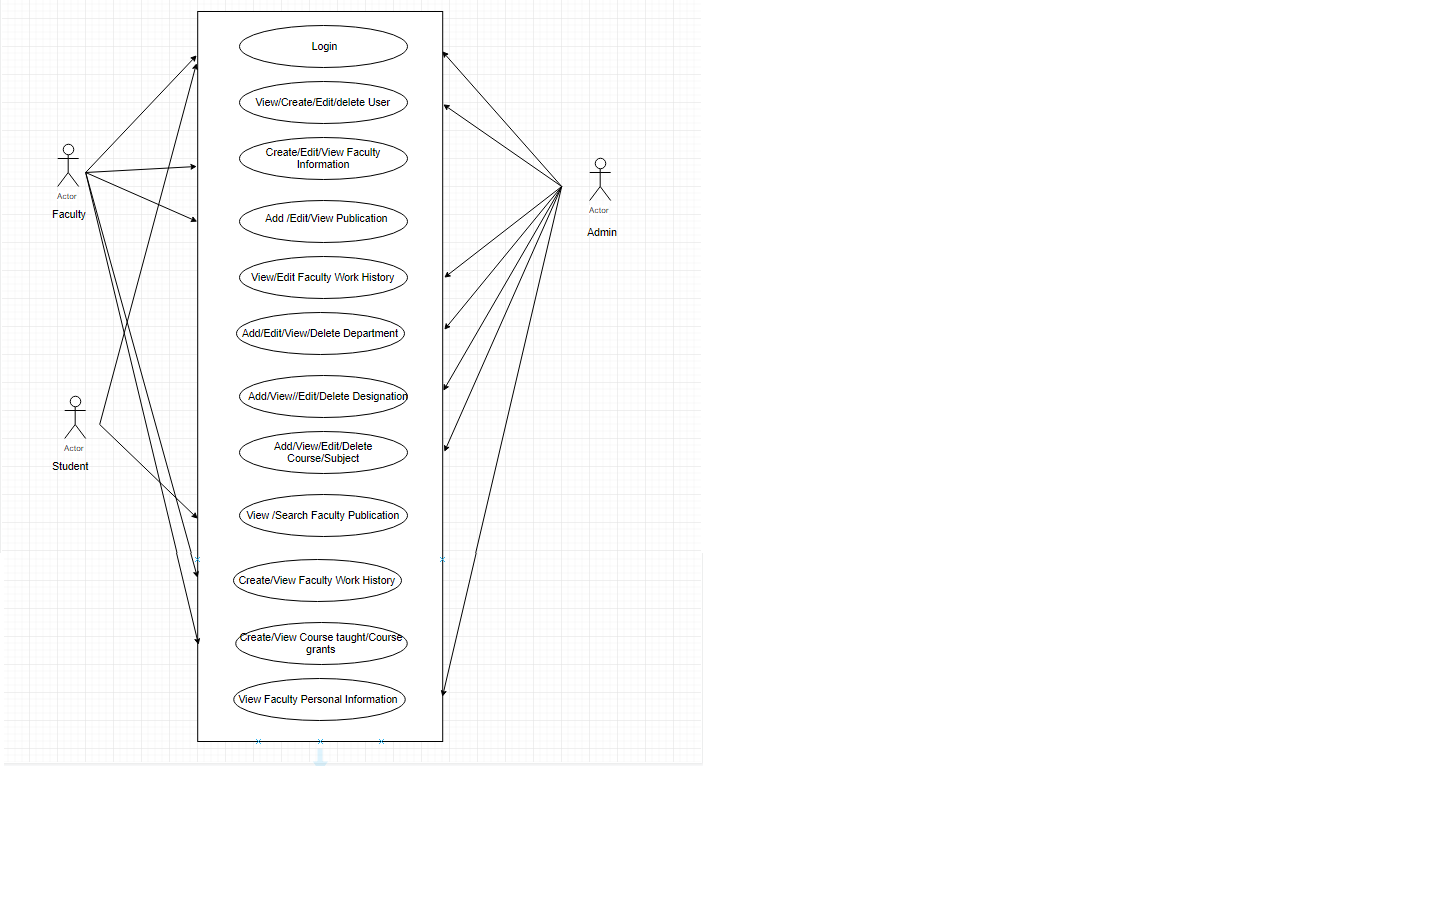 Login
View/Create/Edit/delete User
Create/Edit/View Faculty
Information
Actor
Faculty
Add /Edit/View Publication
Actor
Admin
View/Edit Faculty Work History
Add/Edit/View/Delete Department
Add/View//Edit/Delete Designation
Actor
Student
Add/View/Edit/Delete
Course/Subject
View /Search Faculty Publication
Create/View Faculty Work History
Create/View Course taught/Course
grants
View Faculty Personal Information